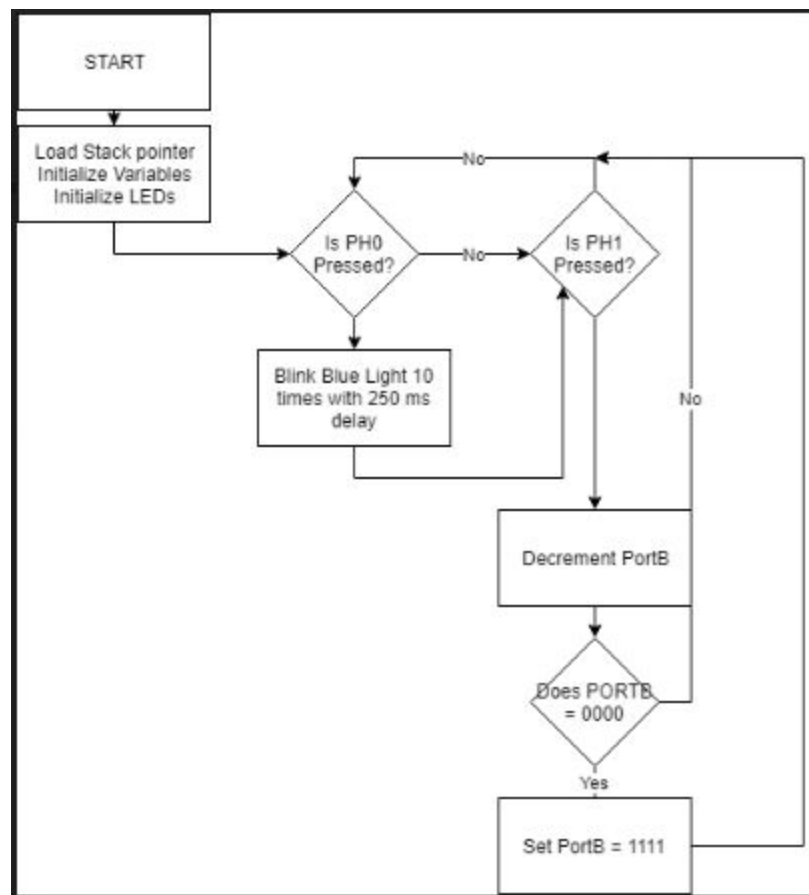 START
Load Stack pointer
Initialize Variables
Initialize LEDs
No
Is PH0
Pressed?
No
Is PH1
Pressed?
Blink Blue Light 10
times with 250 ms
delay
No
Decrement PortB
Does PORTB
= 0000
Yes
Set PortB = 1111